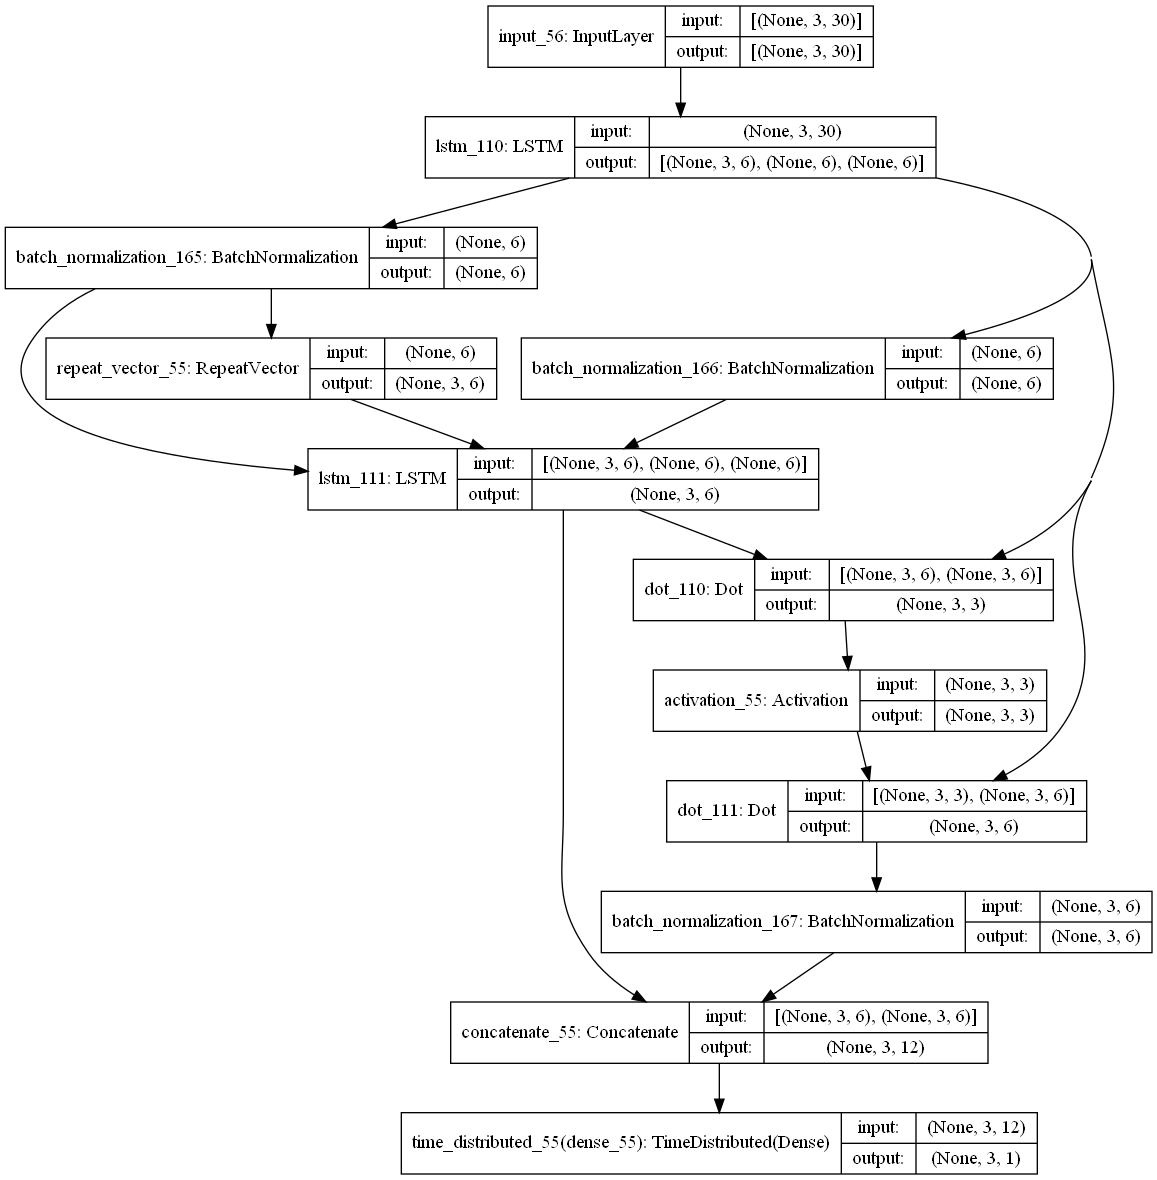 input_56: InputLayer
input:
[(None, 3, 30)]
output:
[(None, 3, 30)]
lstm_110: LSTM
input:
(None, 3, 30)
output:
[(None, 3, 6), (None, 6), (None, 6)]
batch_normalization_165: BatchNormalization
input:
(None, 6)
output:
(None, 6)
repeat_vector_55: RepeatVector
input:
(None, 6)
output:
(None, 3, 6)
batch_normalization_166: BatchNormalization
input:
(None, 6)
output:
(None, 6)
lstm_111: LSTM
input:
[(None, 3, 6), (None, 6), (None, 6)]
output:
(None, 3, 6)
dot_110: Dot
input:
[(None, 3, 6), (None, 3, 6)]
output:
(None, 3, 3)
activation_55: Activation
input:
(None, 3, 3)
output:
(None, 3, 3)
dot_111: Dot
input:
[(None, 3, 3), (None, 3, 6)]
output:
(None, 3, 6)
batch_normalization_167: BatchNormalization
input:
(None, 3, 6)
output:
(None, 3, 6)
concatenate_55: Concatenate
input:
[(None, 3, 6), (None, 3, 6)]
output:
(None, 3, 12)
time_distributed_55(dense_55): TimeDistributed(Dense)
input:
(None, 3, 12)
output:
(None, 3, 1)